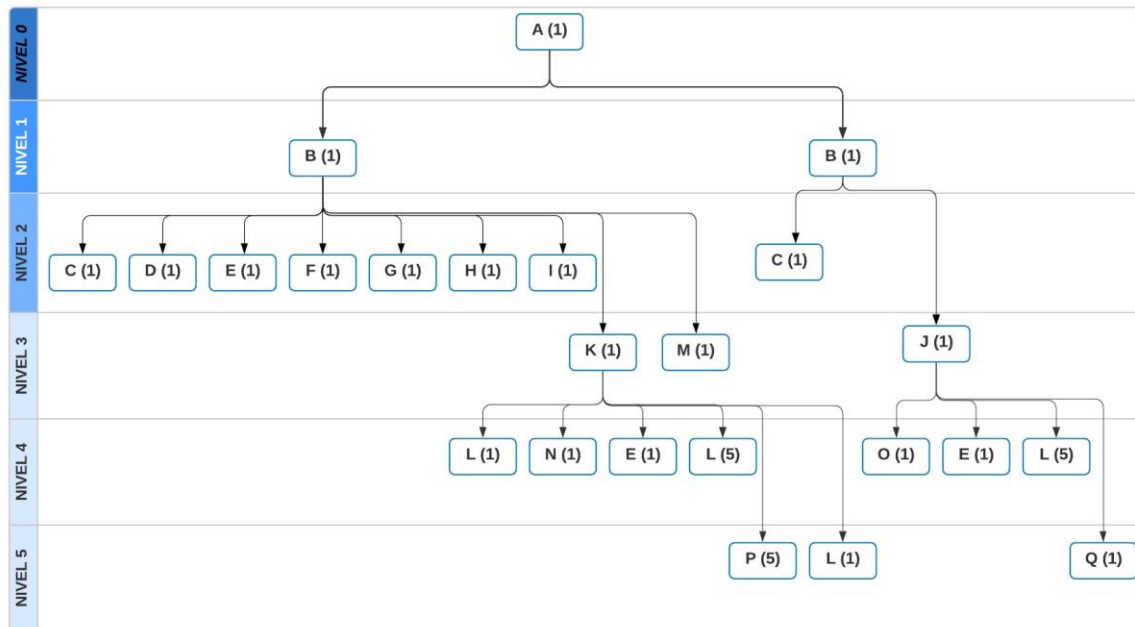 NIVEL 0
A (1)
NIVEL 1
B (1)
B (1)
NIVEL 2
C (1)
D (1)
E (1)
F (1)
G (1)
H (1)
I (1)
C (1)
NIVEL 3
K (1)
M (1)
J (1)
NIVEL 4
L (1)
N (1)
E (1)
L (5)
O (1)
E (1)
L (5)
NIVEL 5
P (5)
L (1)
Q (1)